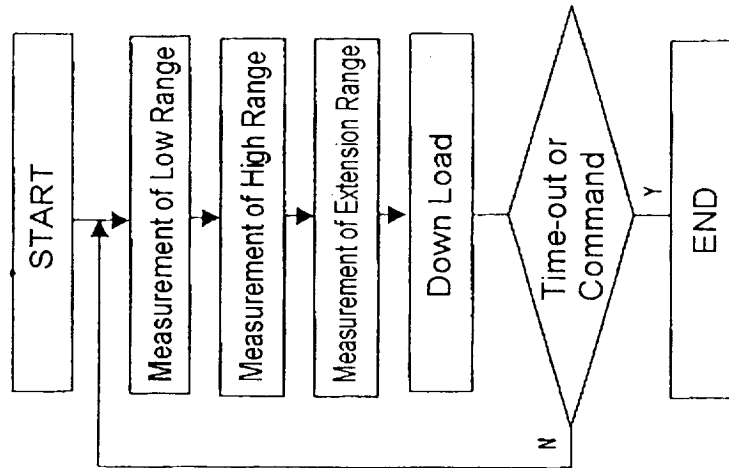 START
Measurement of Low Range
Measurement of High Range
Measurement of Extension Range
Down Load
Time-out or
Command
N
Y
END